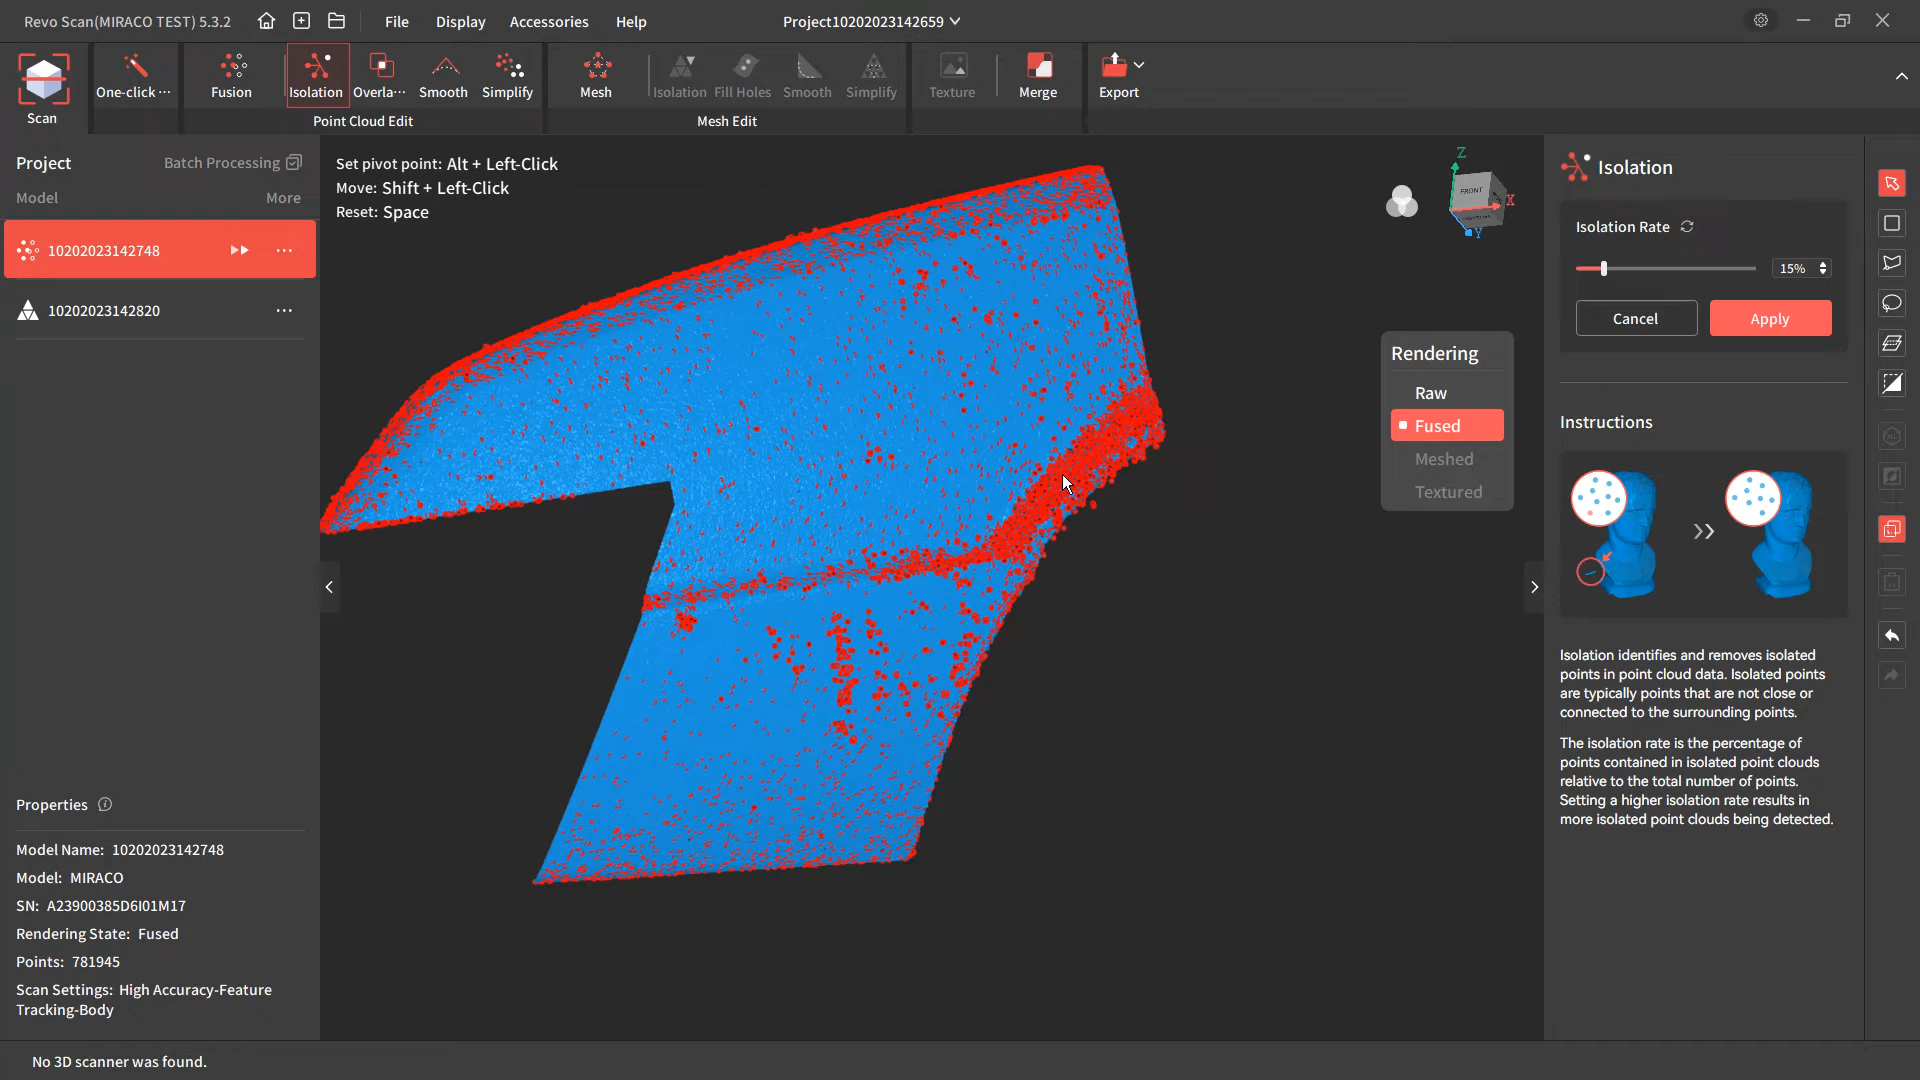 Revo Scan(MIRACO TEST) 5.3.2
File
Display
Accessories
Help
Project10202023142659
Scan
One-click ···
Fusion
Isolation
Overla···
Smooth
Simplify
Point Cloud Edit
Mesh
Isolation
Fill Holes
Smooth
Simplify
Mesh Edit
Texture
Merge
Export
Project
Batch Processing
Model
More
10202023142748
10202023142820
Properties
Model Name: 10202023142748
Model: MIRACO
SN: A23900385D6I01M17
Rendering State: Fused
Points: 781945
Scan Settings: High Accuracy-Feature
Tracking-Body
No 3D scanner was found.
Set pivot point: Alt + Left-Click
Move: Shift + Left-Click
Reset: Space
Z
FRONT
X
Y
Rendering
Raw
Fused
Meshed
Textured
Isolation
Isolation Rate
15%
Cancel
Apply
Instructions
Isolation identifies and removes isolated
points in point cloud data. Isolated points
are typically points that are not close or
connected to the surrounding points.
The isolation rate is the percentage of
points contained in isolated point clouds
relative to the total number of points.
Setting a higher isolation rate results in
more isolated point clouds being detected.